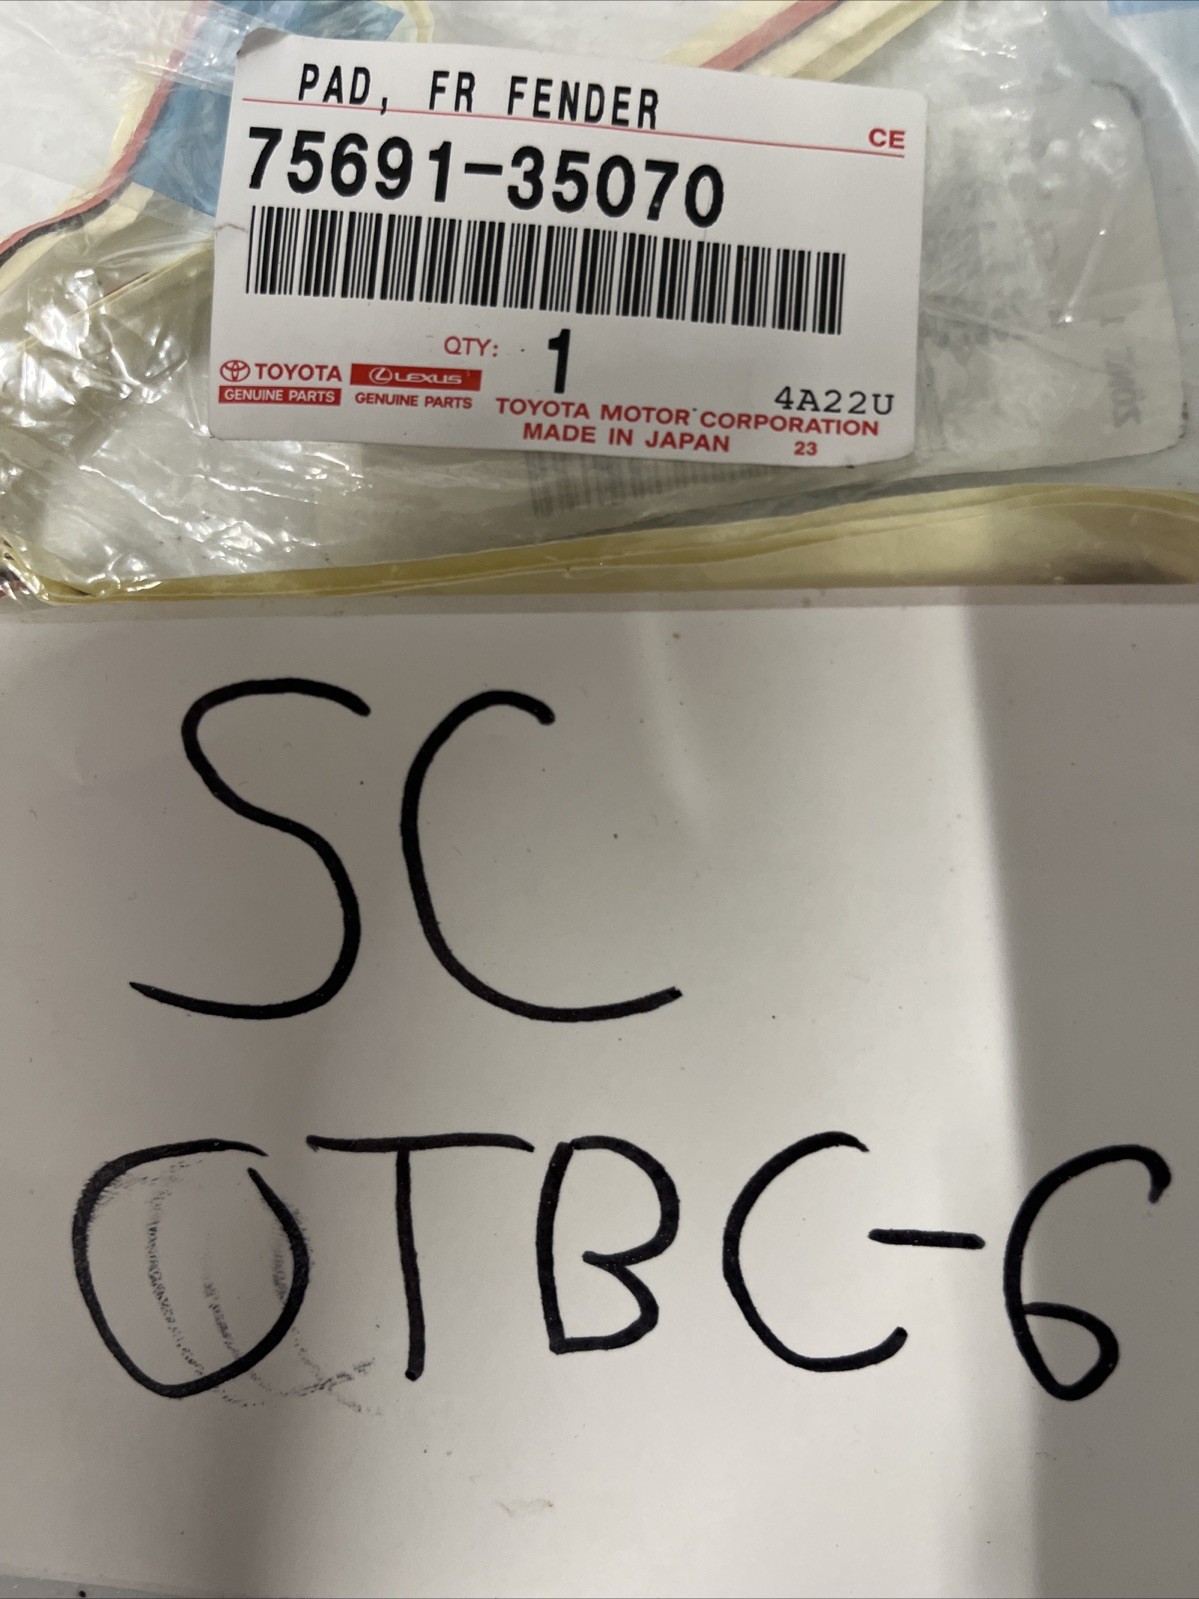 PAD, FR FENDER
CE
75691-35070
QTY: 1
TOYOTA LEXUS
GENUINE PARTS GENUINE PARTS
4A22U
TOYOTA MOTOR CORPORATION
MADE IN JAPAN 23
SC
OTBC-6